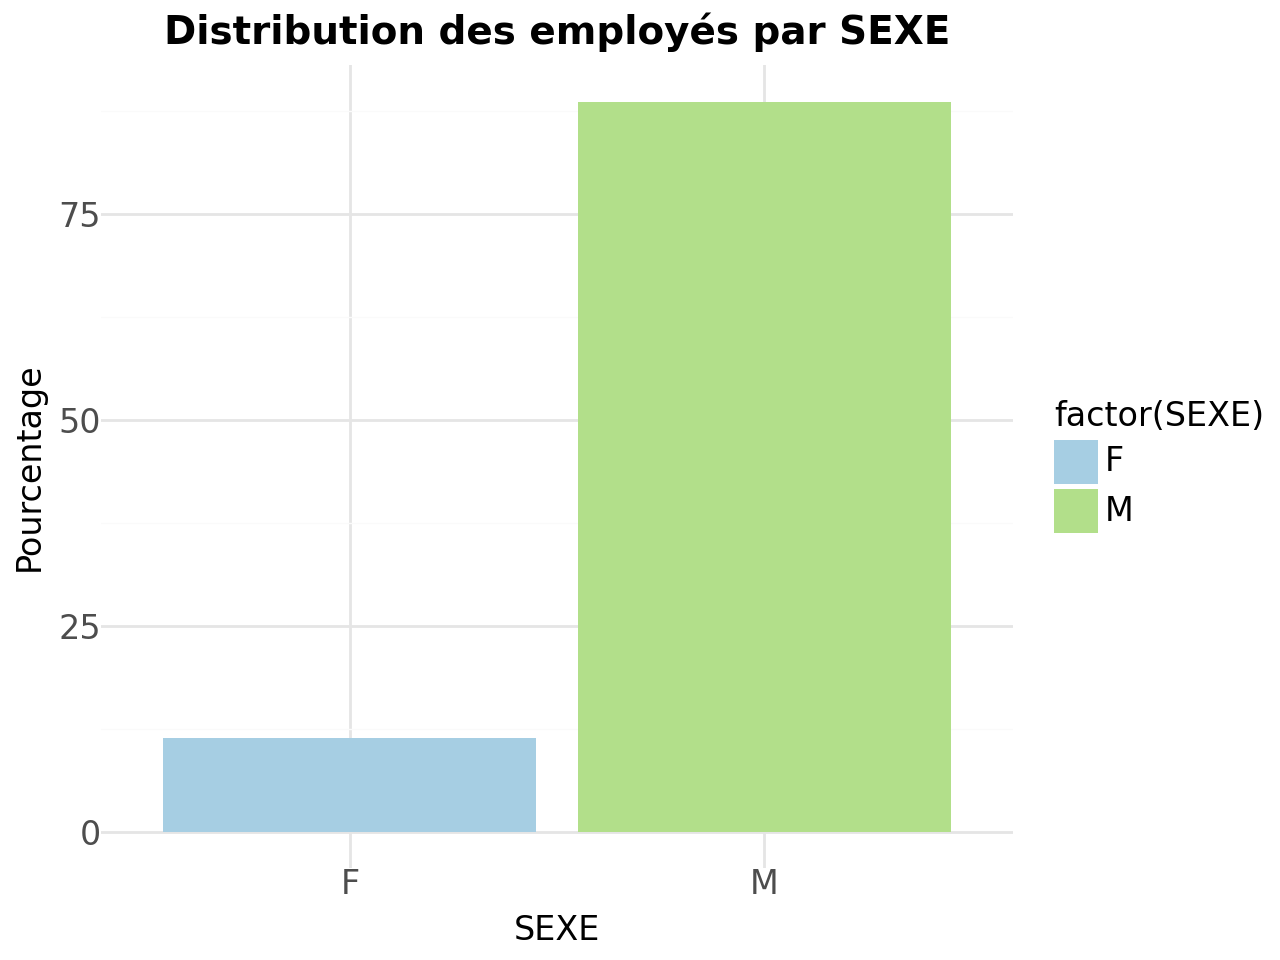 Distribution des employés par SEXE
75
50
25
0
Pourcentage
F
M
SEXE
factor(SEXE)
F
M